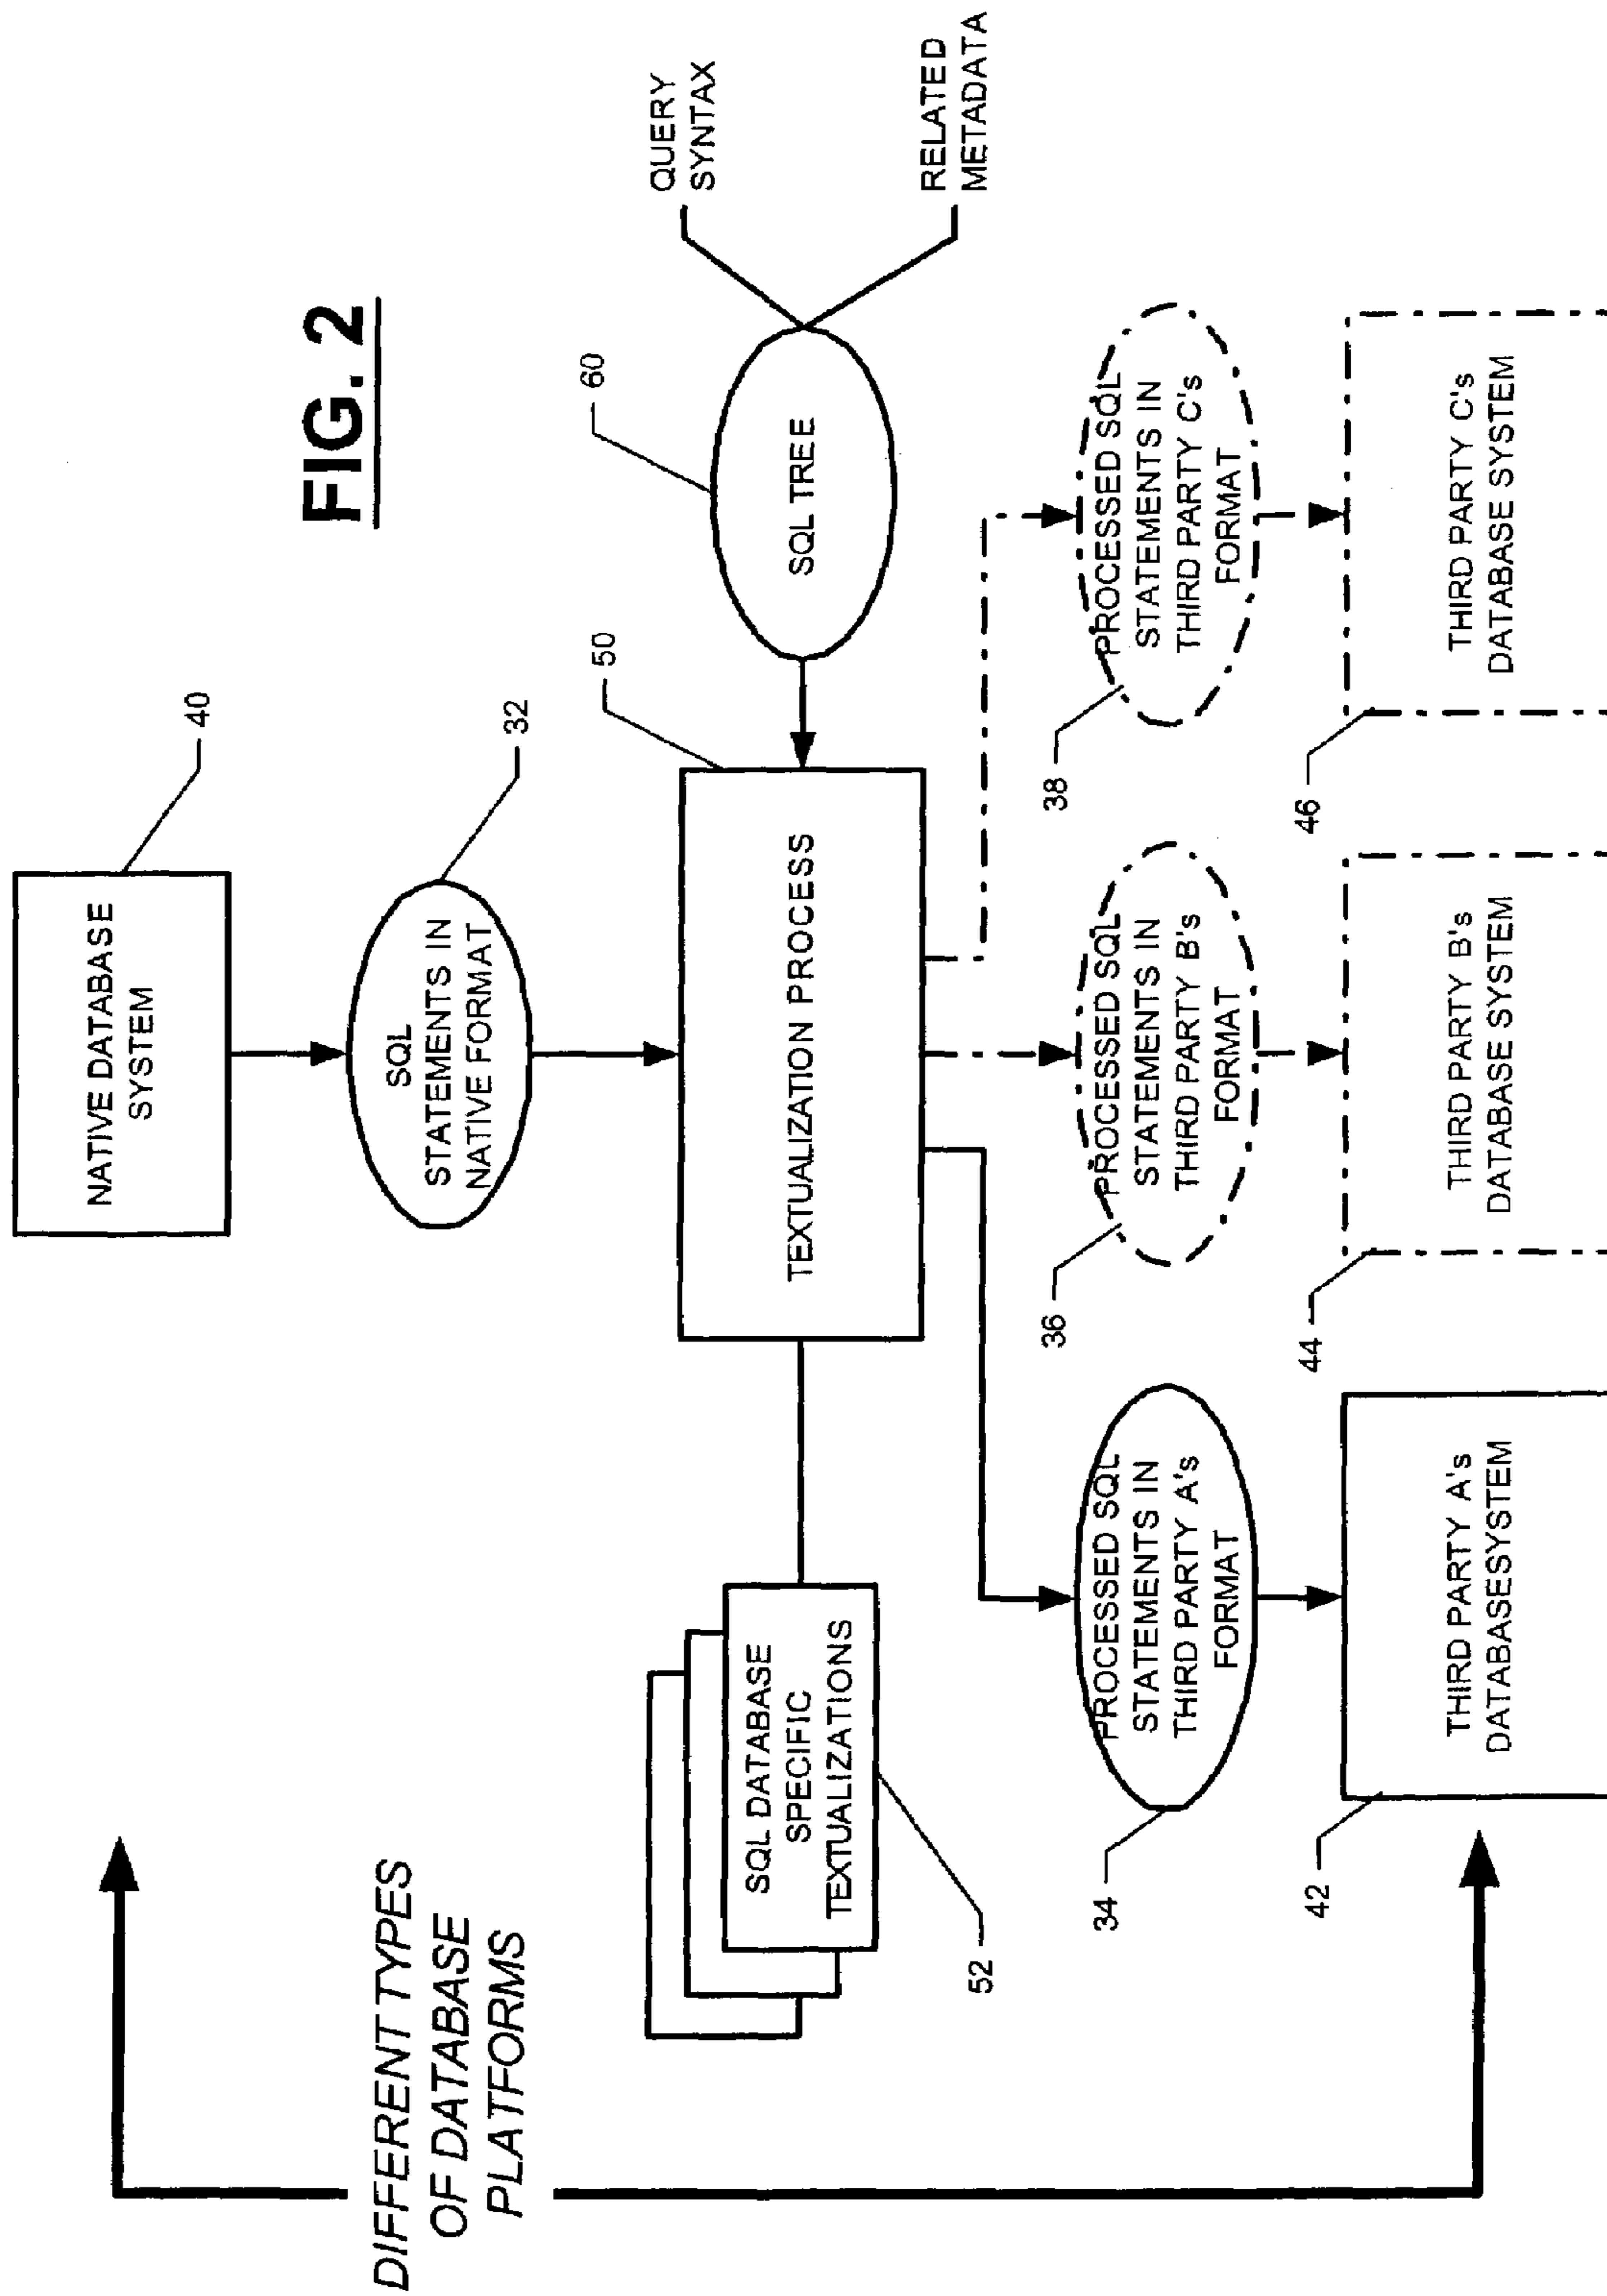 FIG. 2
NATIVE DATABASE
SYSTEM
40
SQL
STATEMENTS IN
NATIVE FORMAT
32
DIFFERENT TYPES
OF DATABASE
PLATFORMS
SQL DATABASE
SPECIFIC
TEXTUALIZATIONS
52
TEXTUALIZATION PROCESS
50
SQL TREE
60
QUERY
SYNTAX
RELATED
METADATA
PROCESSED SQL
STATEMENTS IN
THIRD PARTY A's
FORMAT
34
PROCESSED SQL
STATEMENTS IN
THIRD PARTY B's
FORMAT
36
PROCESSED SQL
STATEMENTS IN
THIRD PARTY C's
FORMAT
38
THIRD PARTY A's
DATABASESYSTEM
42
THIRD PARTY B's
DATABASE SYSTEM
44
THIRD PARTY C's
DATABASE SYSTEM
46